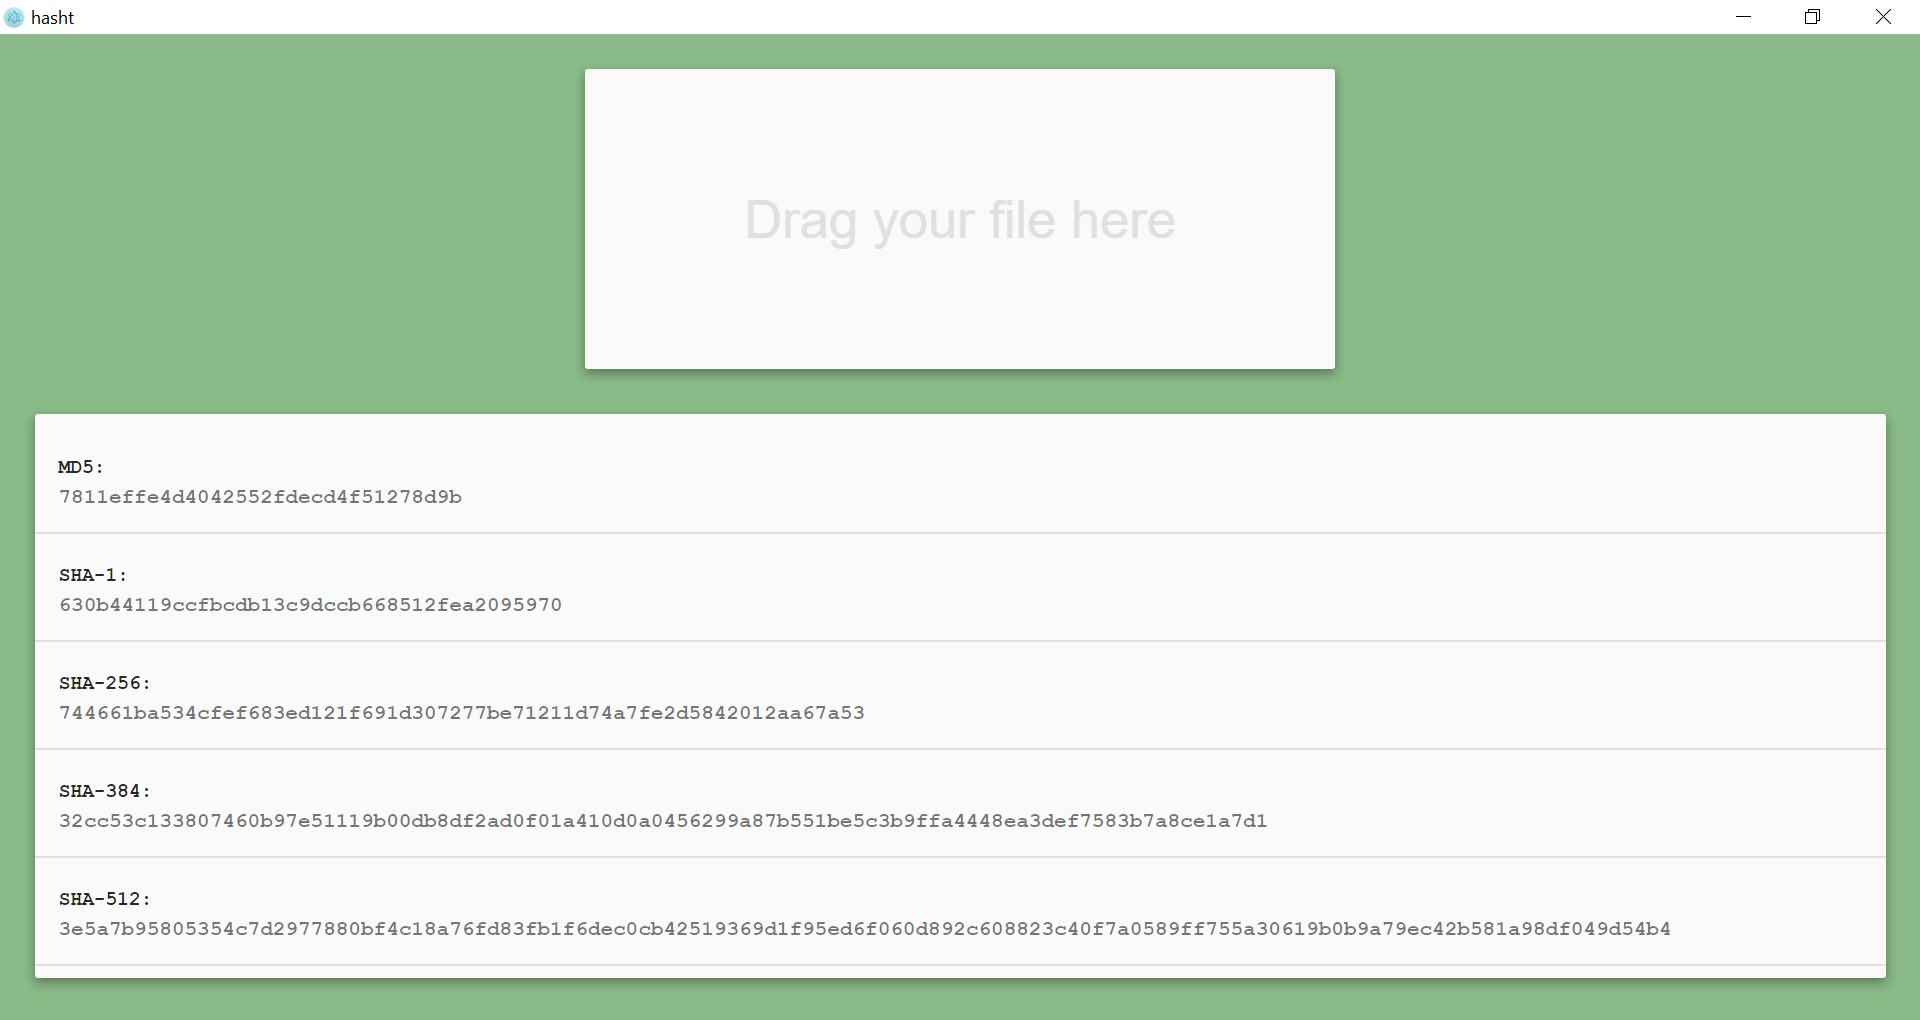 hasht
Drag your file here
MD5:
7811effe4d4042552fdecd4f51278d9b
SHA-1:
630b44119ccfbcdb13c9dccb668512fea2095970
SHA-256:
744661ba534cfef683ed121f691d307277be71211d74a7fe2d5842012aa67a53
SHA-384:
32cc53c133807460b97e51119b00db8df2ad0f01a410d0a0456299a87b551be5c3b9ffa4448ea3def7583b7a8ce1a7d1
SHA-512:
3e5a7b95805354c7d2977880bf4c18a76fd83fb1f6dec0cb42519369d1f95ed6f060d892c608823c40f7a0589ff755a30619b0b9a79ec42b581a98df049d54b4